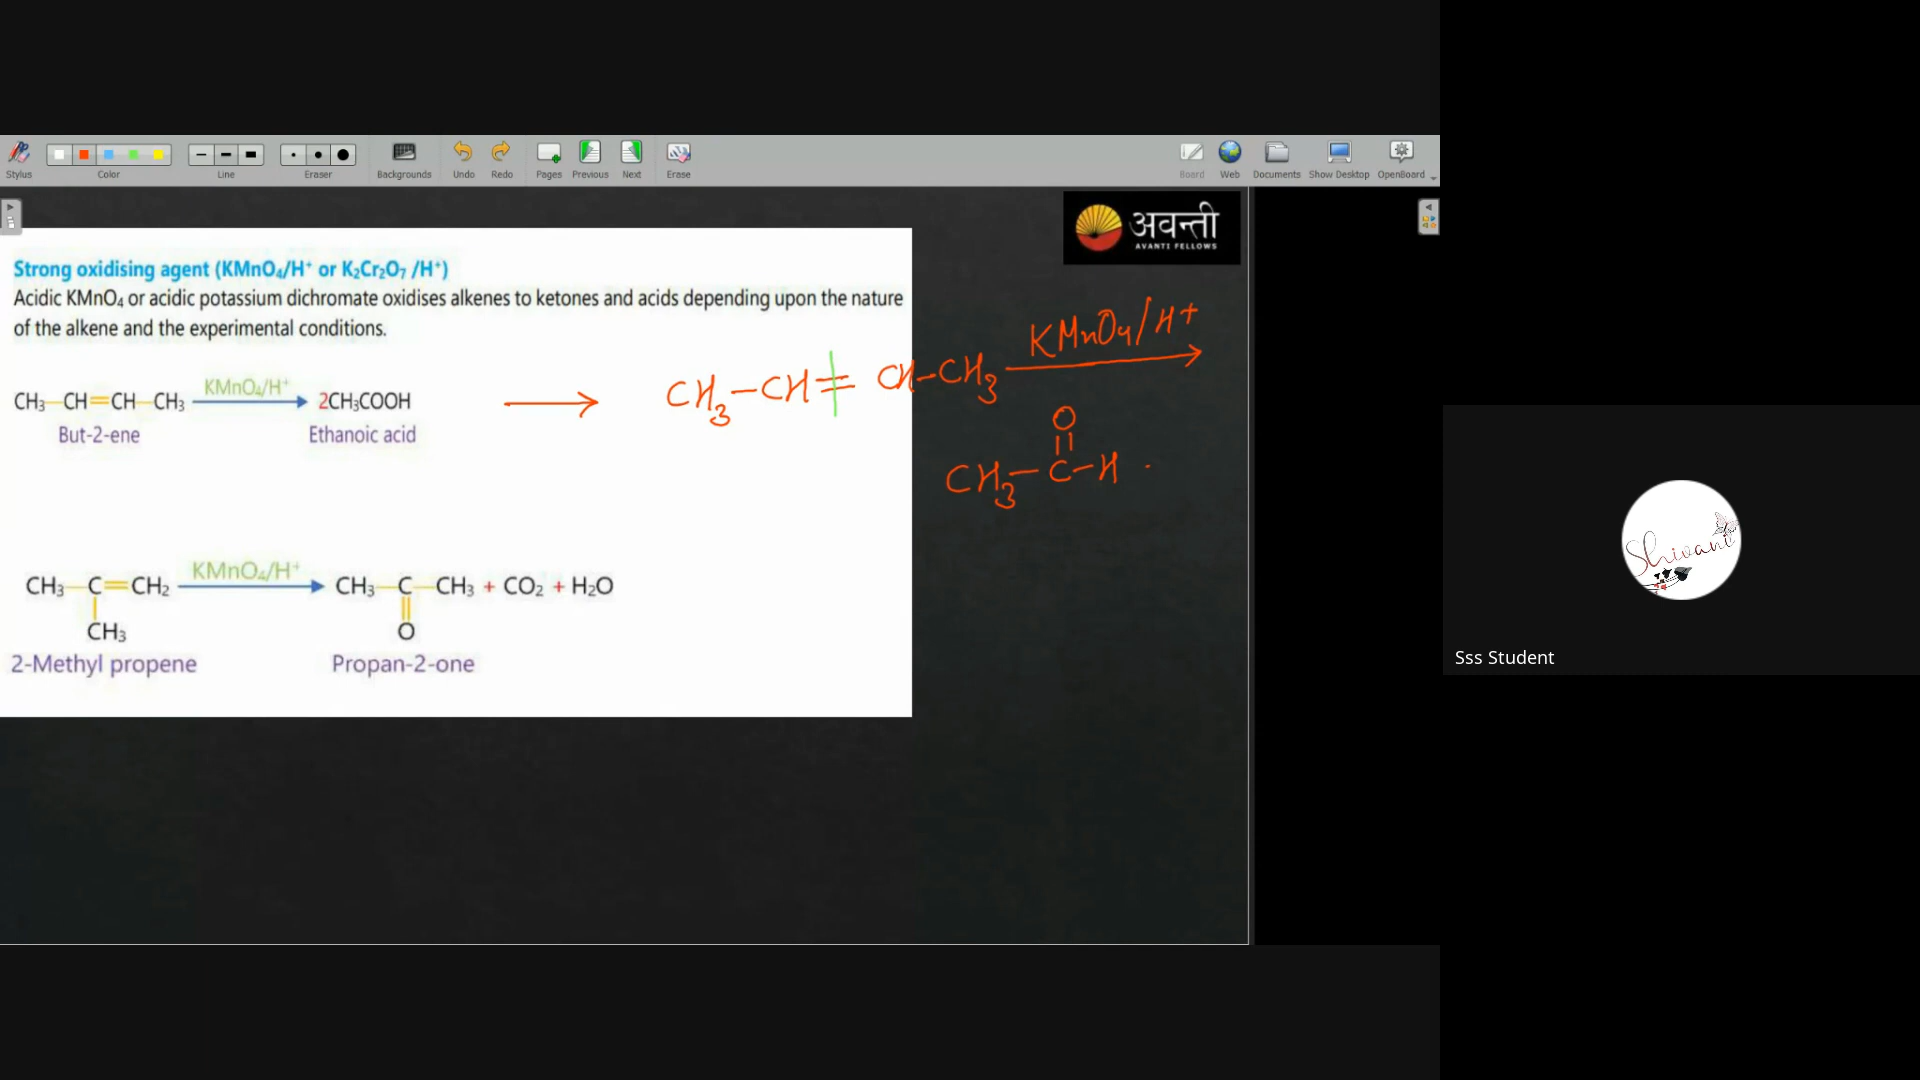 Stylus Color Line Eraser Backgrounds Undo Redo Pages Previous Next Erase Board Web Documents Show Desktop OpenBoard
अवन्ती
AVANTI FELLOWS
Strong oxidising agent (KMnO₄/H⁺ or K₂Cr₂O₇ /H⁺)
Acidic KMnO₄ or acidic potassium dichromate oxidises alkenes to ketones and acids depending upon the nature
of the alkene and the experimental conditions.
KMnO₄/H⁺
CH₃—CH=CH—CH₃ → 2CH₃COOH
But-2-ene Ethanoic acid
→ CH₃-CH=CH-CH₃ KMnO₄/H+ →
O
||
CH₃-C-H
KMnO₄/H⁺
CH₃—C=CH₂ → CH₃—C—CH₃ + CO₂ + H₂O
CH₃ O
2-Methyl propene Propan-2-one
Shivani
Sss Student